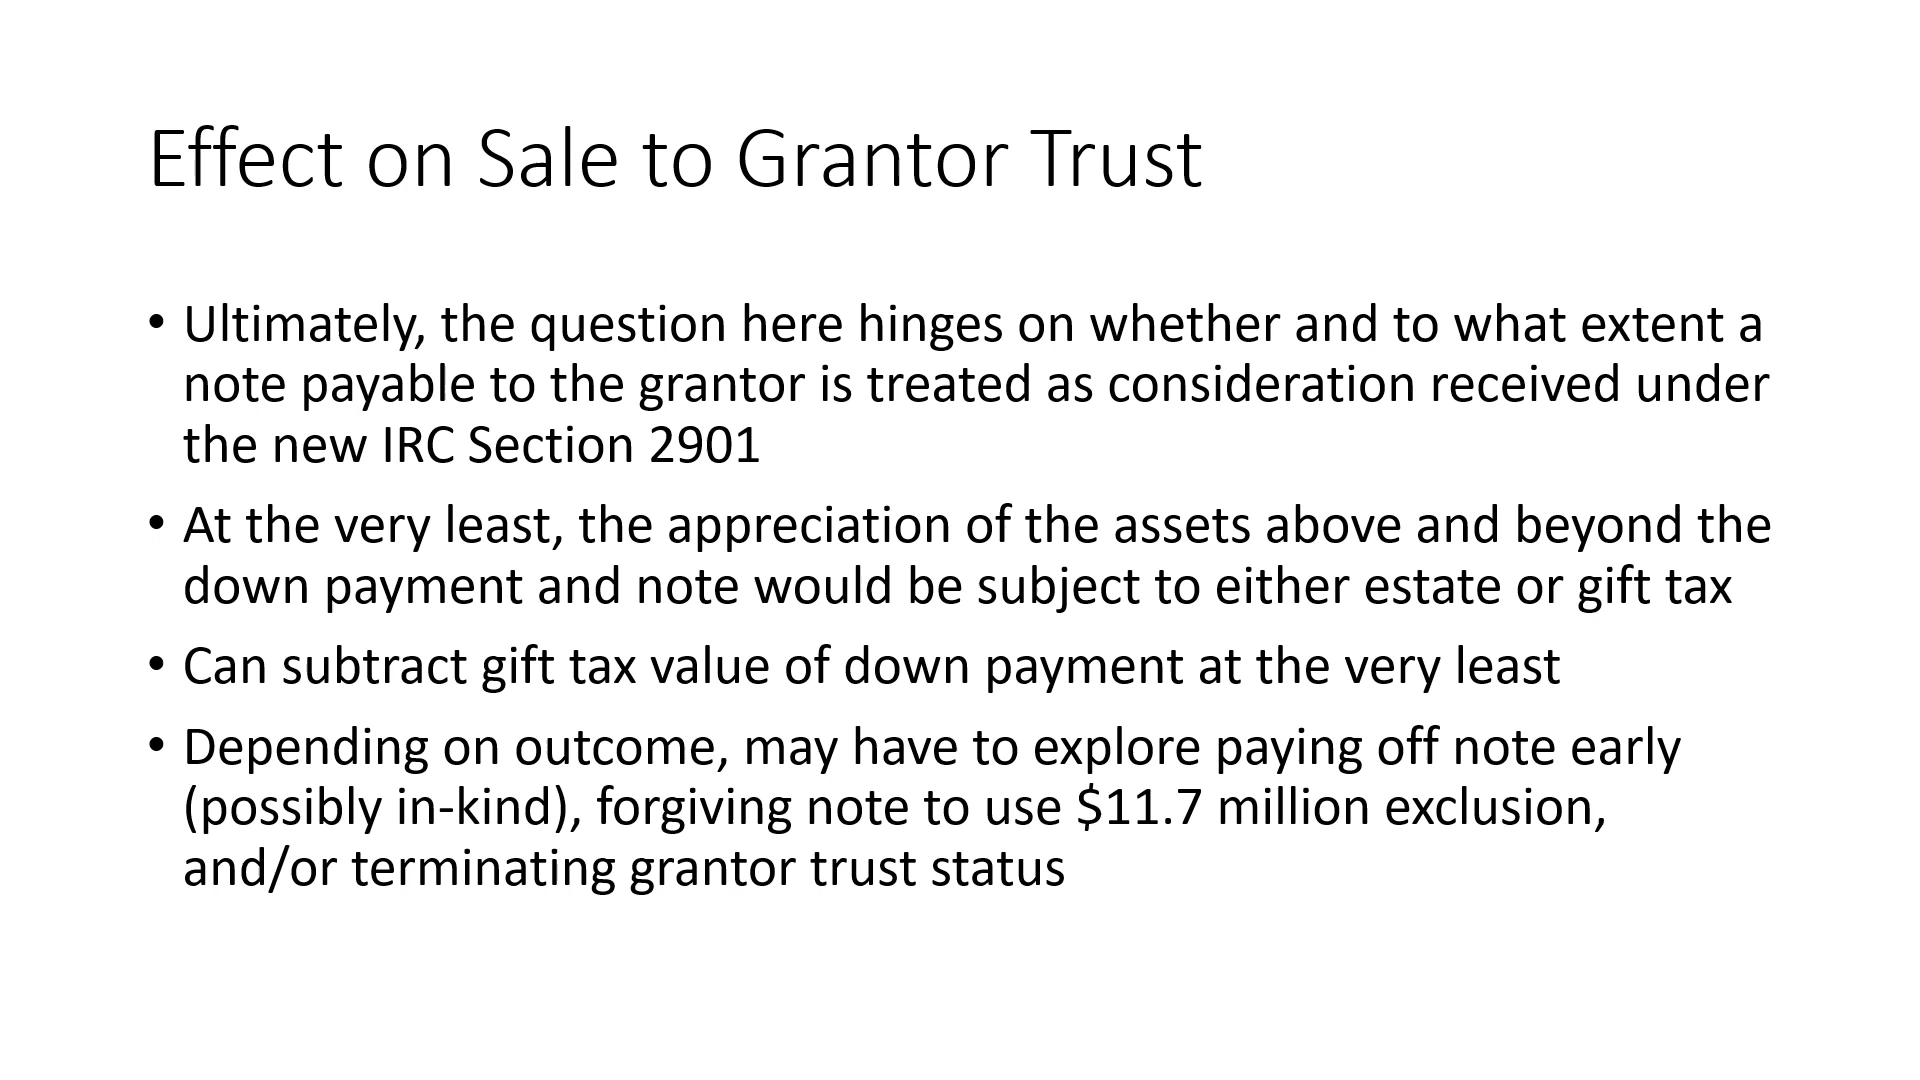 Effect on Sale to Grantor Trust
• Ultimately, the question here hinges on whether and to what extent a
note payable to the grantor is treated as consideration received under
the new IRC Section 2901
• At the very least, the appreciation of the assets above and beyond the
down payment and note would be subject to either estate or gift tax
• Can subtract gift tax value of down payment at the very least
• Depending on outcome, may have to explore paying off note early
(possibly in-kind), forgiving note to use $11.7 million exclusion,
and/or terminating grantor trust status